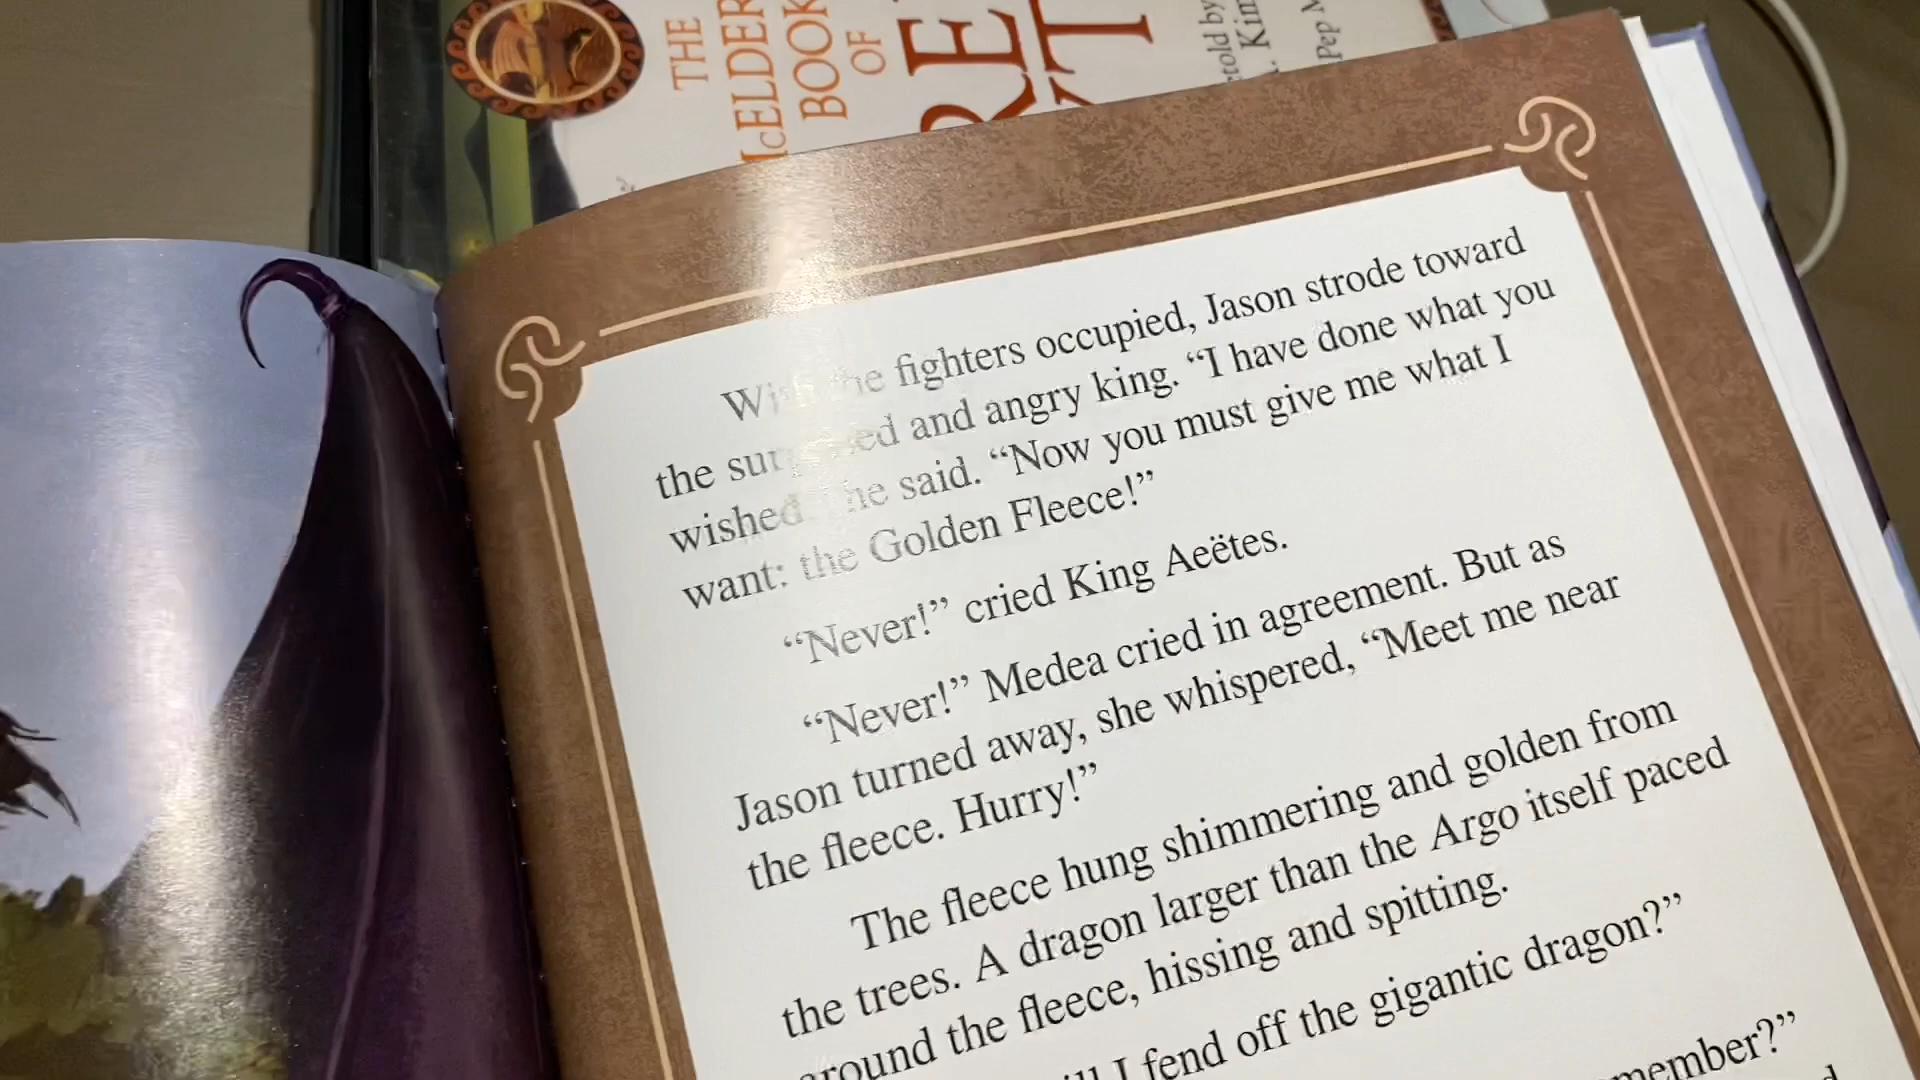 THE
McELDERRY
BOOK
OF
told by
Kim
Pep M
With the fighters occupied, Jason strode toward
the surprised and angry king. “I have done what you
wished,” he said. “Now you must give me what I
want: the Golden Fleece!”
“Never!” cried King Aeëtes.
“Never!” Medea cried in agreement. But as
Jason turned away, she whispered, “Meet me near
the fleece. Hurry!”
The fleece hung shimmering and golden from
the trees. A dragon larger than the Argo itself paced
around the fleece, hissing and spitting.
I fend off the gigantic dragon?”
member?”